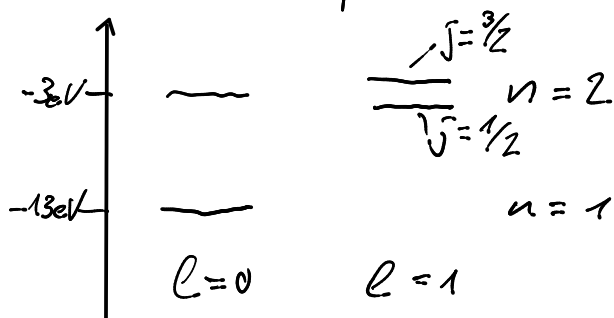 j = 3/2
-3eV n = 2
j = 1/2
-13eV n = 1
l = 0 l = 1